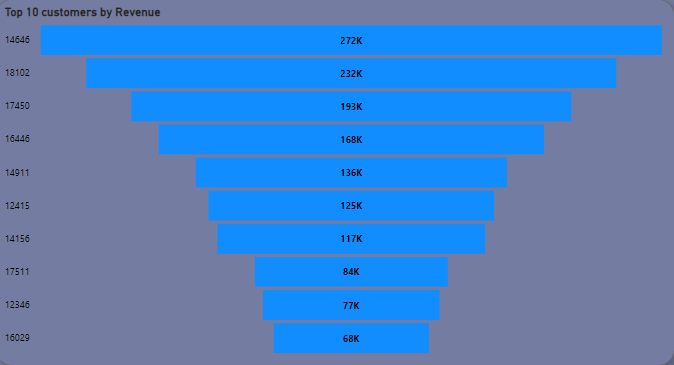 Top 10 customers by Revenue
14646 272K
18102 232K
17450 193K
16446 168K
14911 136K
12415 125K
14156 117K
17511 84K
12346 77K
16029 68K